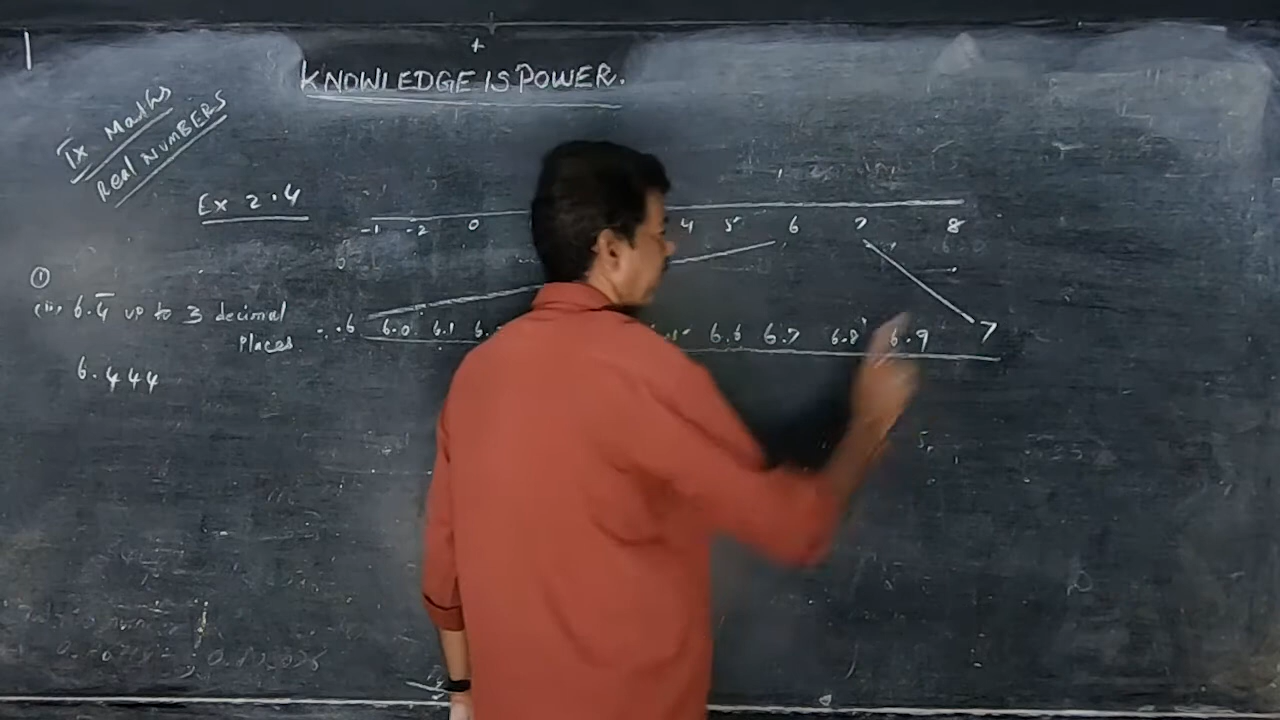 KNOWLEDGE IS POWER.
IX Maths
Real NUMBERS
Ex 2.4
-1 -2 0 4 5 6 7 8
①
(ii) 6.4̅ up to 3 decimal
Places
6 6.0 6.1 6.6 6.7 6.8 6.9 7
6.444